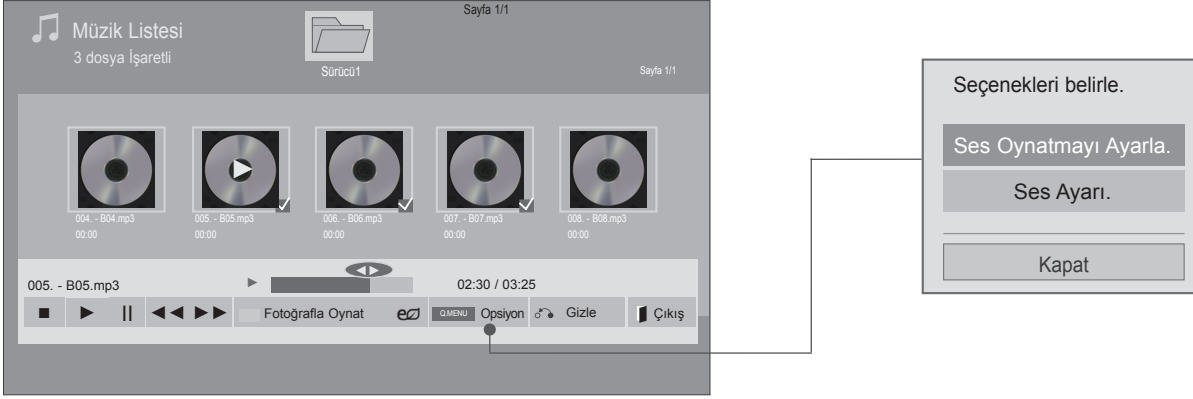 Sayfa 1/1
Müzik Listesi
3 dosya İşaretli
Sürücü1
Sayfa 1/1
004. - B04.mp3
00:00
005. - B05.mp3
00:00
006. - B06.mp3
00:00
007. - B07.mp3
00:00
008. - B08.mp3
00:00
005. - B05.mp3 02:30 / 03:25
Fotoğrafla Oynat Q.MENU Opsiyon Gizle Çıkış
Seçenekleri belirle.
Ses Oynatmayı Ayarla.
Ses Ayarı.
Kapat